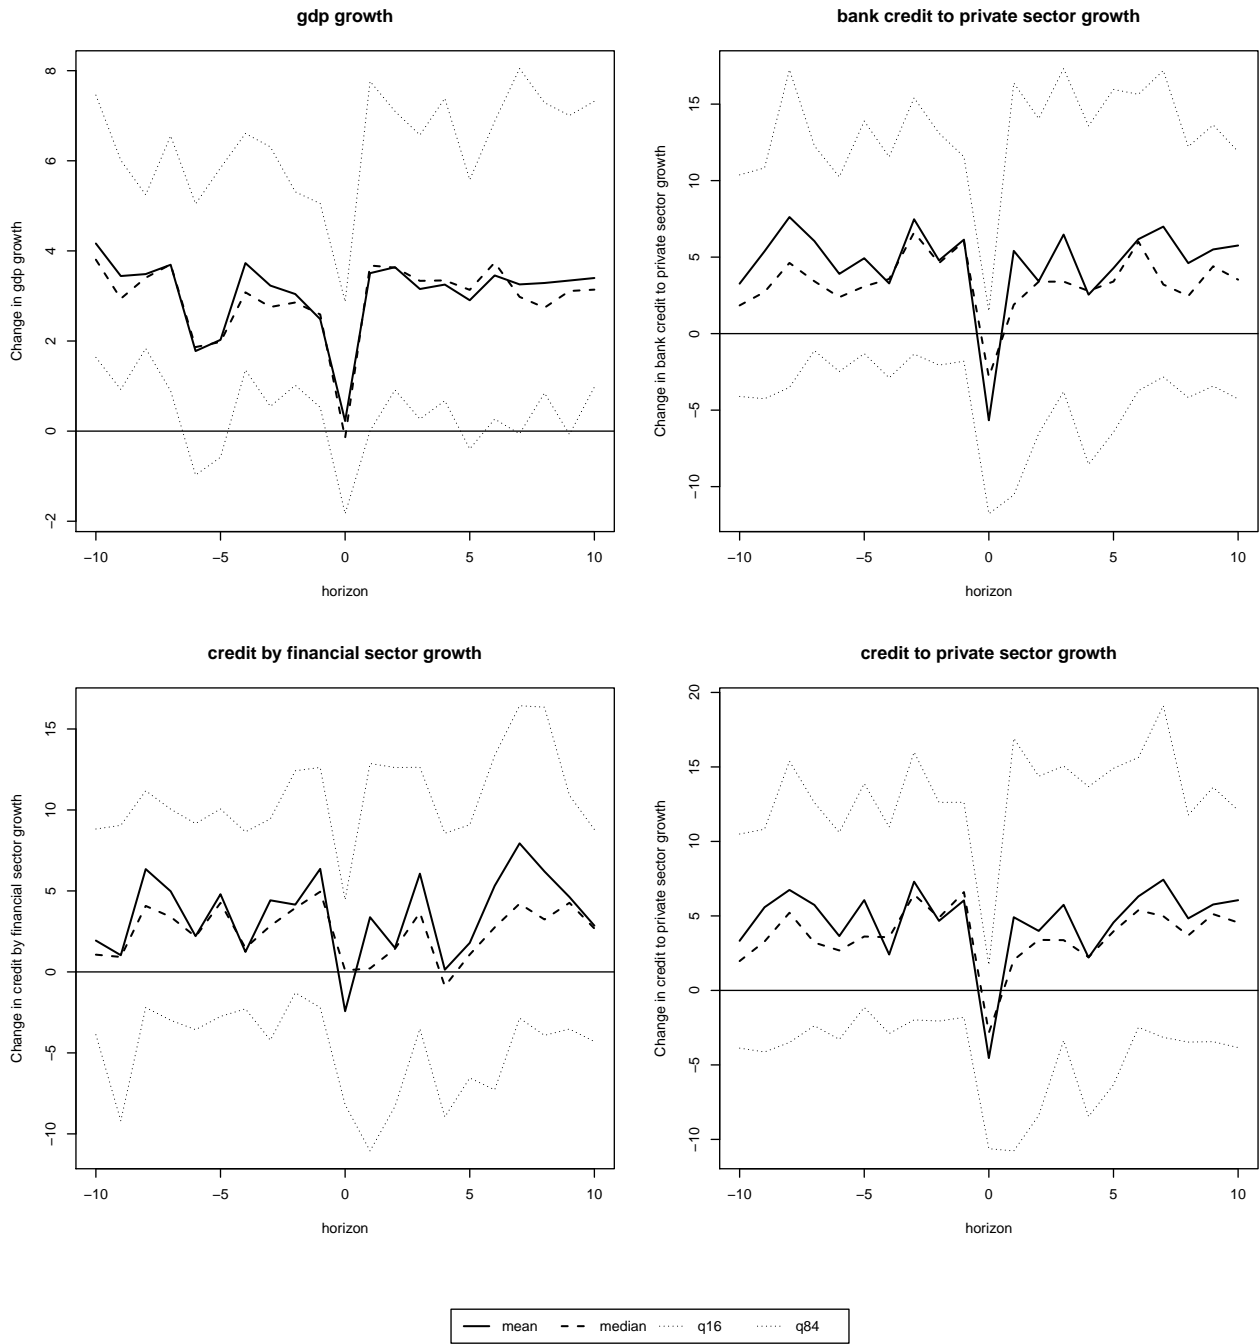 gdp growth
bank credit to private sector growth
Change in gdp growth
8
6
4
2
0
−2
−10 −5 0 5 10
horizon
Change in bank credit to private sector growth
15
10
5
0
−5
−10
−10 −5 0 5 10
horizon
credit by financial sector growth
credit to private sector growth
Change in credit by financial sector growth
15
10
5
0
−5
−10
−10 −5 0 5 10
horizon
Change in credit to private sector growth
20
15
10
5
0
−5
−10
−10 −5 0 5 10
horizon
mean median q16 q84